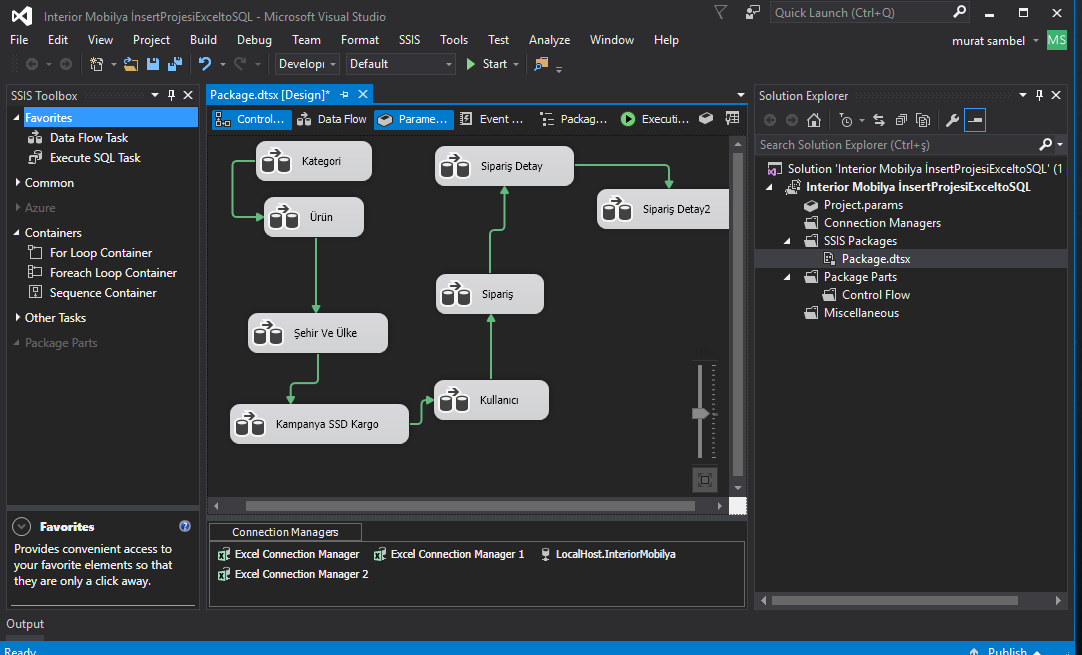 Interior Mobilya İnsertProjesiExceltoSQL - Microsoft Visual Studio
Quick Launch (Ctrl+Q)
File Edit View Project Build Debug Team Format SSIS Tools Test Analyze Window Help
murat sambel MS
Developı Default Start
SSIS Toolbox
Favorites
Data Flow Task
Execute SQL Task
Common
Azure
Containers
For Loop Container
Foreach Loop Container
Sequence Container
Other Tasks
Package Parts
Favorites
Provides convenient access to
your favorite elements so that
they are only a click away.
Package.dtsx [Design]*
Control... Data Flow Parame... Event ... Packag... Executi...
Kategori
Ürün
Şehir Ve Ülke
Kampanya SSD Kargo
Kullanıcı
Sipariş
Sipariş Detay
Sipariş Detay2
Connection Managers
Excel Connection Manager Excel Connection Manager 1 LocalHost.InteriorMobilya
Excel Connection Manager 2
Solution Explorer
Search Solution Explorer (Ctrl+ş)
Solution 'Interior Mobilya İnsertProjesiExceltoSQL' (1
Interior Mobilya İnsertProjesiExceltoSQL
Project.params
Connection Managers
SSIS Packages
Package.dtsx
Package Parts
Control Flow
Miscellaneous
Output
Ready
Publish